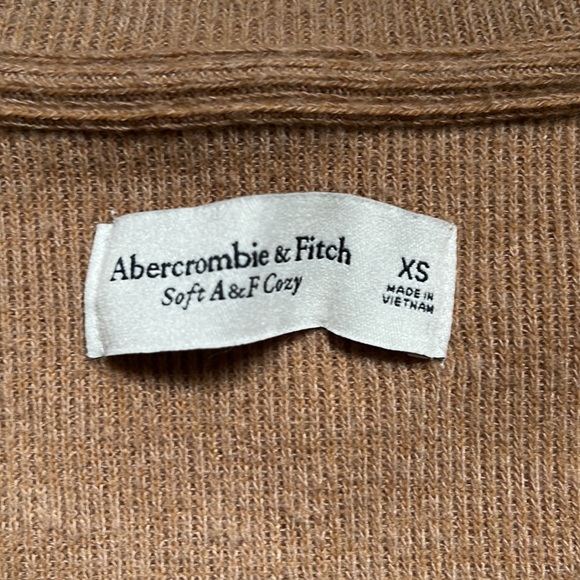 Abercrombie & Fitch
Soft A&F Cozy
XS
MADE IN
VIETNAM